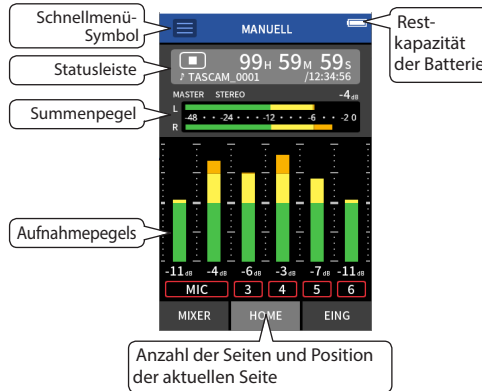 Schnellmenü-
Symbol
MANUELL
Rest-
kapazität
der Batterie
Statusleiste
99H 59M 59S
♪ TASCAM_0001 /12:34:56
MASTER STEREO -4dB
Summenpegel
L
-48 · · -24 · · · -12 · · · -6 · · -2 0
R
Aufnahmepegels
-11dB -4dB -6dB -3dB -7dB -11dB
MIC 3 4 5 6
MIXER HOME EING
Anzahl der Seiten und Position
der aktuellen Seite